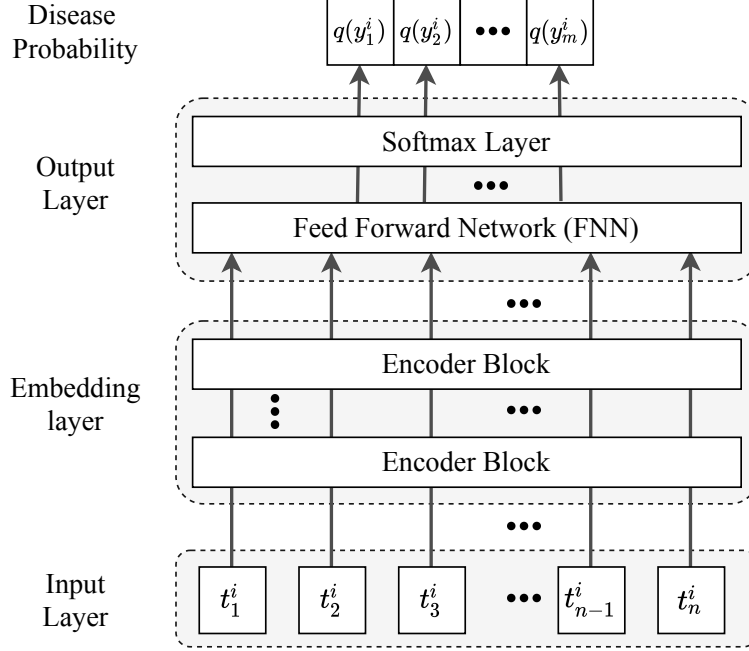 Disease
Probability
q(y_1^i) q(y_2^i) ••• q(y_m^i)
Output
Layer
Softmax Layer
•••
Feed Forward Network (FNN)
•••
Embedding
layer
Encoder Block
•••
Encoder Block
•••
Input
Layer
t_1^i t_2^i t_3^i ••• t_{n-1}^i t_n^i